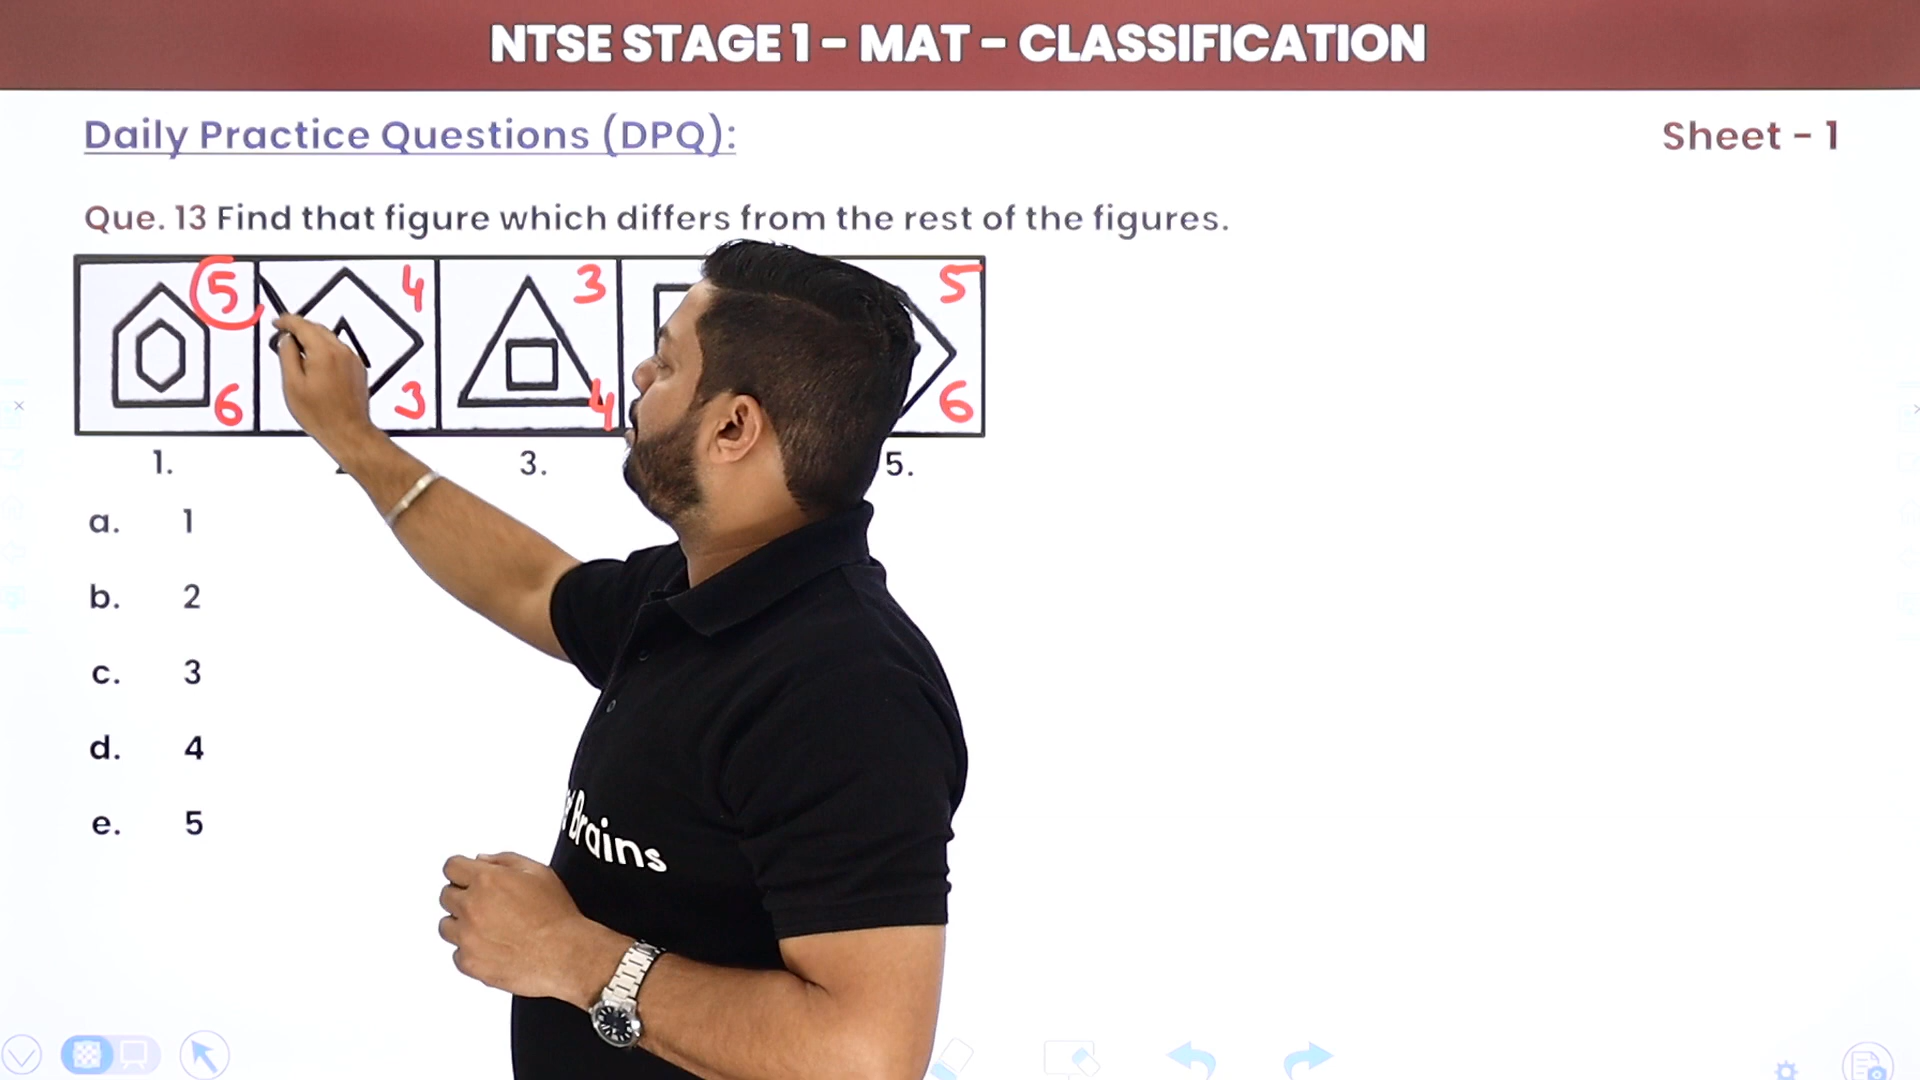 NTSE STAGE 1 - MAT - CLASSIFICATION
Daily Practice Questions (DPQ):
Sheet - 1
Que. 13 Find that figure which differs from the rest of the figures.
5 4 3 5
6 3 4 6
1. 3. 5.
a. 1
b. 2
c. 3
d. 4
e. 5
Brains